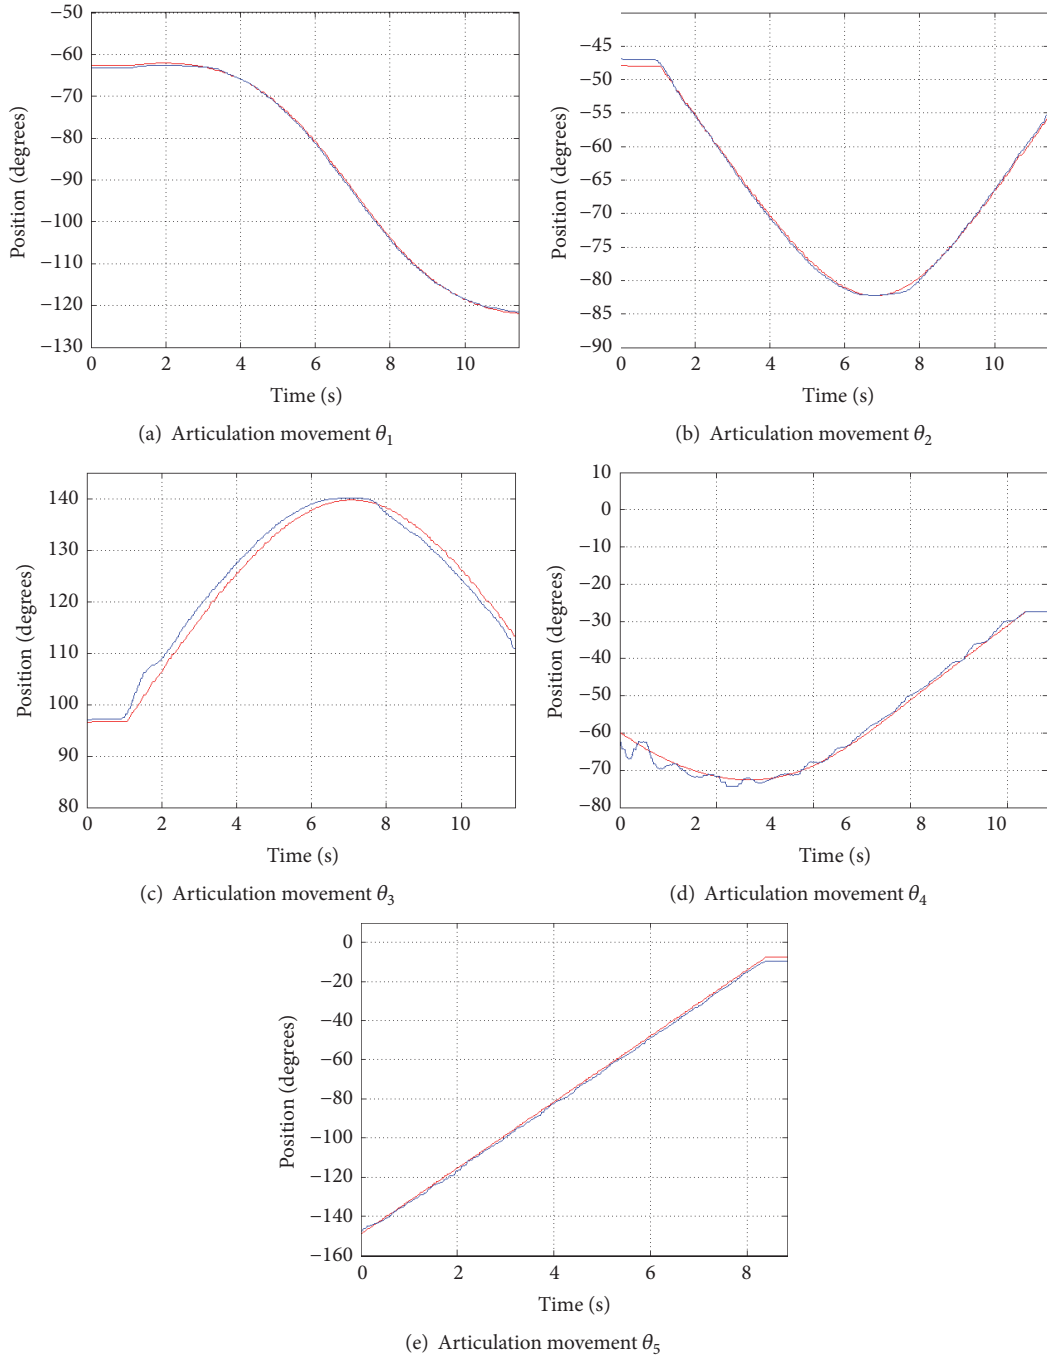 −50
−60
−70
−80
−90
−100
−110
−120
−130
Position (degrees)
0 2 4 6 8 10
Time (s)
(a) Articulation movement θ1
−45
−50
−55
−60
−65
−70
−75
−80
−85
−90
Position (degrees)
0 2 4 6 8 10
Time (s)
(b) Articulation movement θ2
140
130
120
110
100
90
80
Position (degrees)
0 2 4 6 8 10
Time (s)
(c) Articulation movement θ3
10
0
−10
−20
−30
−40
−50
−60
−70
−80
Position (degrees)
0 2 4 6 8 10
Time (s)
(d) Articulation movement θ4
0
−20
−40
−60
−80
−100
−120
−140
−160
Position (degrees)
0 2 4 6 8
Time (s)
(e) Articulation movement θ5